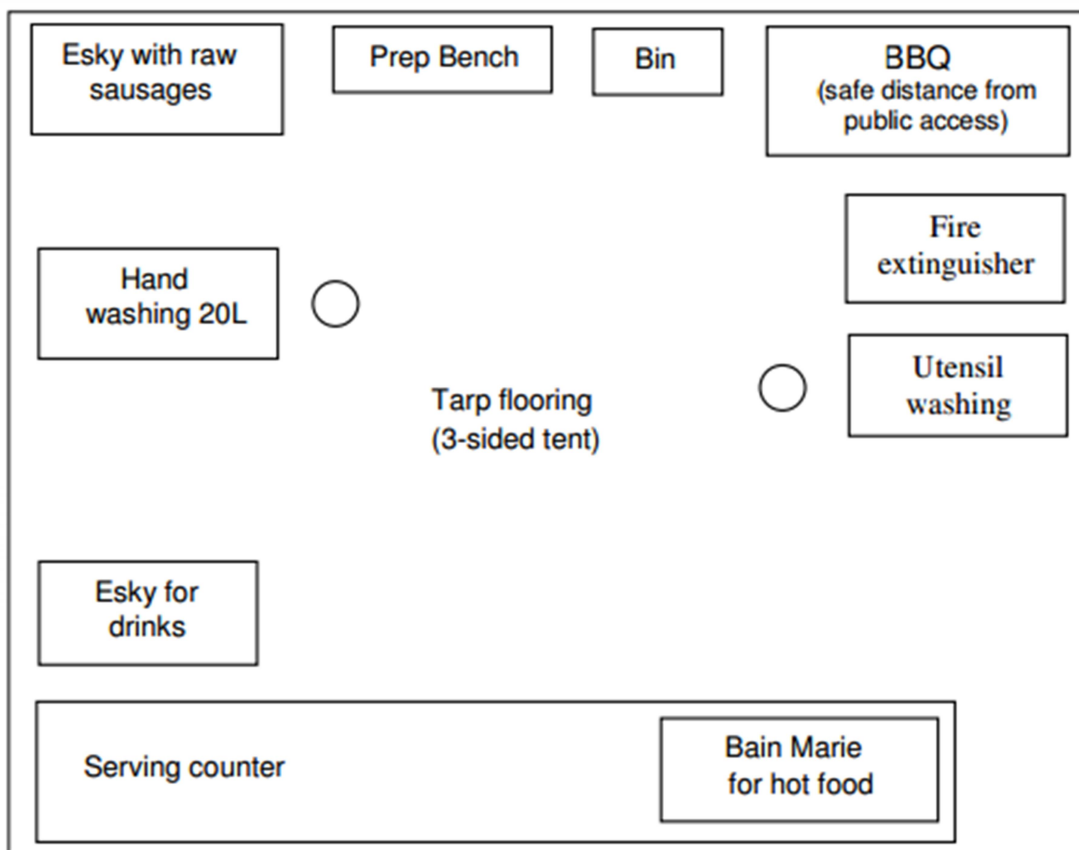 Esky with raw
sausages
Prep Bench
Bin
BBQ
(safe distance from
public access)
Fire
extinguisher
Hand
washing 20L
Utensil
washing
Tarp flooring
(3-sided tent)
Esky for
drinks
Serving counter
Bain Marie
for hot food